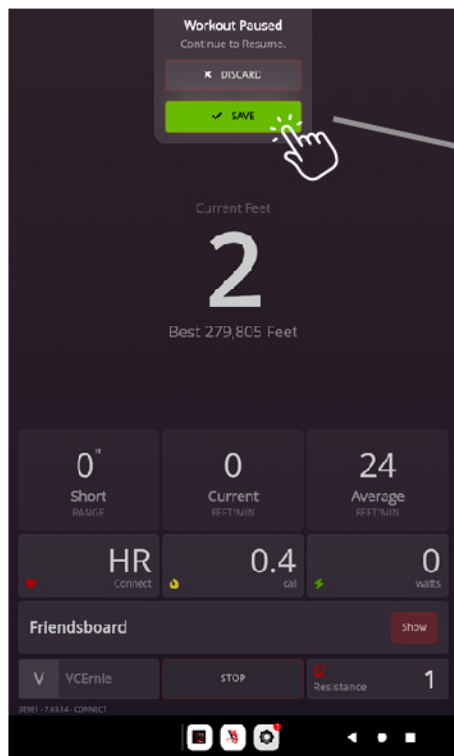 Workout Paused
Continue to Resume.
✖ DISCARD
✔ SAVE
Current Feet
2
Best 279,805 Feet
0"
Short
RANGE
0
Current
FEET/MIN
24
Average
FEET/MIN
HR
Connect
0.4
cal
0
watts
Friendsboard
Show
V
VCErnie
STOP
Resistance
1